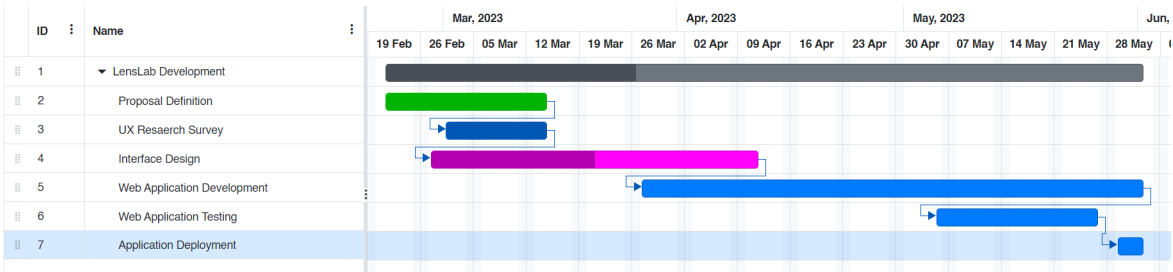 Mar, 2023 Apr, 2023 May, 2023 Jun,
ID Name
19 Feb 26 Feb 05 Mar 12 Mar 19 Mar 26 Mar 02 Apr 09 Apr 16 Apr 23 Apr 30 Apr 07 May 14 May 21 May 28 May
1 LensLab Development
2 Proposal Definition
3 UX Resaerch Survey
4 Interface Design
5 Web Application Development
6 Web Application Testing
7 Application Deployment